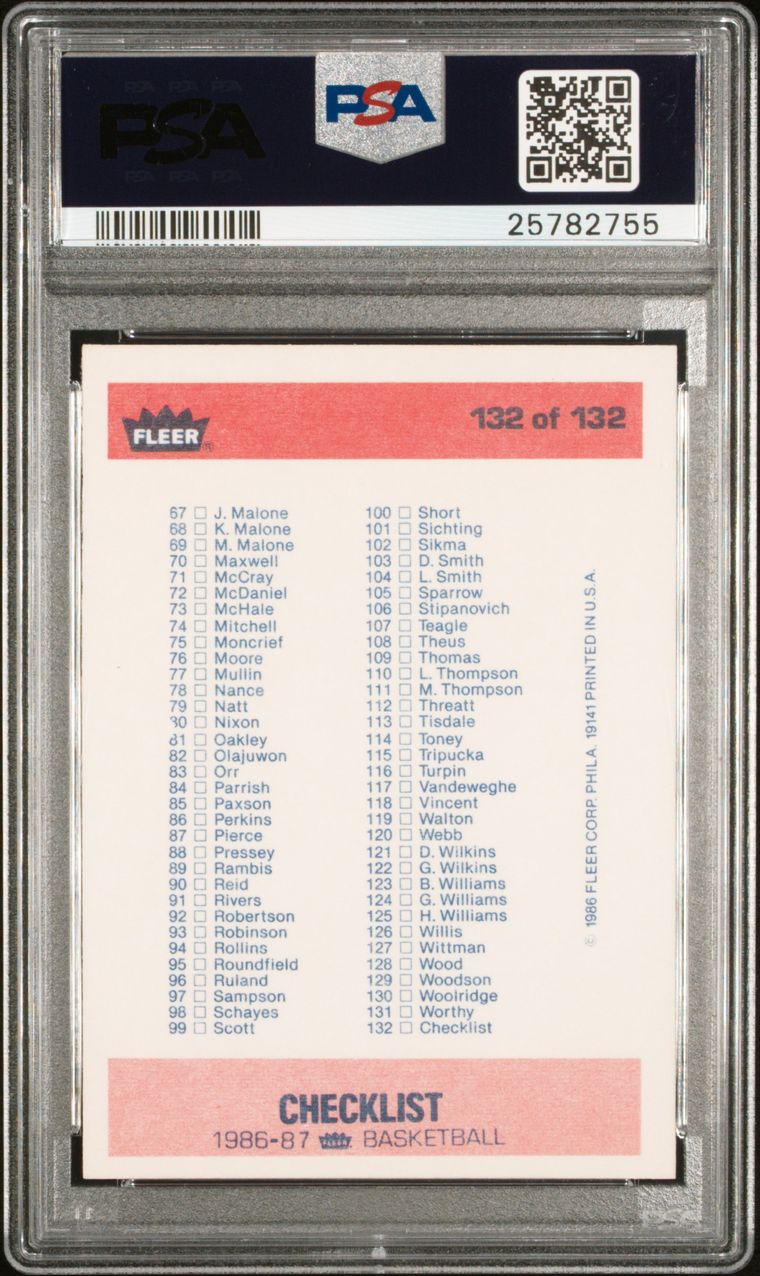 PSA PSA PSA
PSA
PSA PSA PSA
PSA
25782755
FLEER
132 of 132
67 J. Malone
68 K. Malone
69 M. Malone
70 Maxwell
71 McCray
72 McDaniel
73 McHale
74 Mitchell
75 Moncrief
76 Moore
77 Mullin
78 Nance
79 Natt
80 Nixon
81 Oakley
82 Olajuwon
83 Orr
84 Parrish
85 Paxson
86 Perkins
87 Pierce
88 Pressey
89 Rambis
90 Reid
91 Rivers
92 Robertson
93 Robinson
94 Rollins
95 Roundfield
96 Ruland
97 Sampson
98 Schayes
99 Scott
100 Short
101 Sichting
102 Sikma
103 D. Smith
104 L. Smith
105 Sparrow
106 Stipanovich
107 Teagle
108 Theus
109 Thomas
110 L. Thompson
111 M. Thompson
112 Threatt
113 Tisdale
114 Toney
115 Tripucka
116 Turpin
117 Vandeweghe
118 Vincent
119 Walton
120 Webb
121 D. Wilkins
122 G. Wilkins
123 B. Williams
124 G. Williams
125 H. Williams
126 Willis
127 Wittman
128 Wood
129 Woodson
130 Woolridge
131 Worthy
132 Checklist
© 1986 FLEER CORP. PHILA. 19141 PRINTED IN U.S.A.
CHECKLIST
1986-87 FLEER BASKETBALL